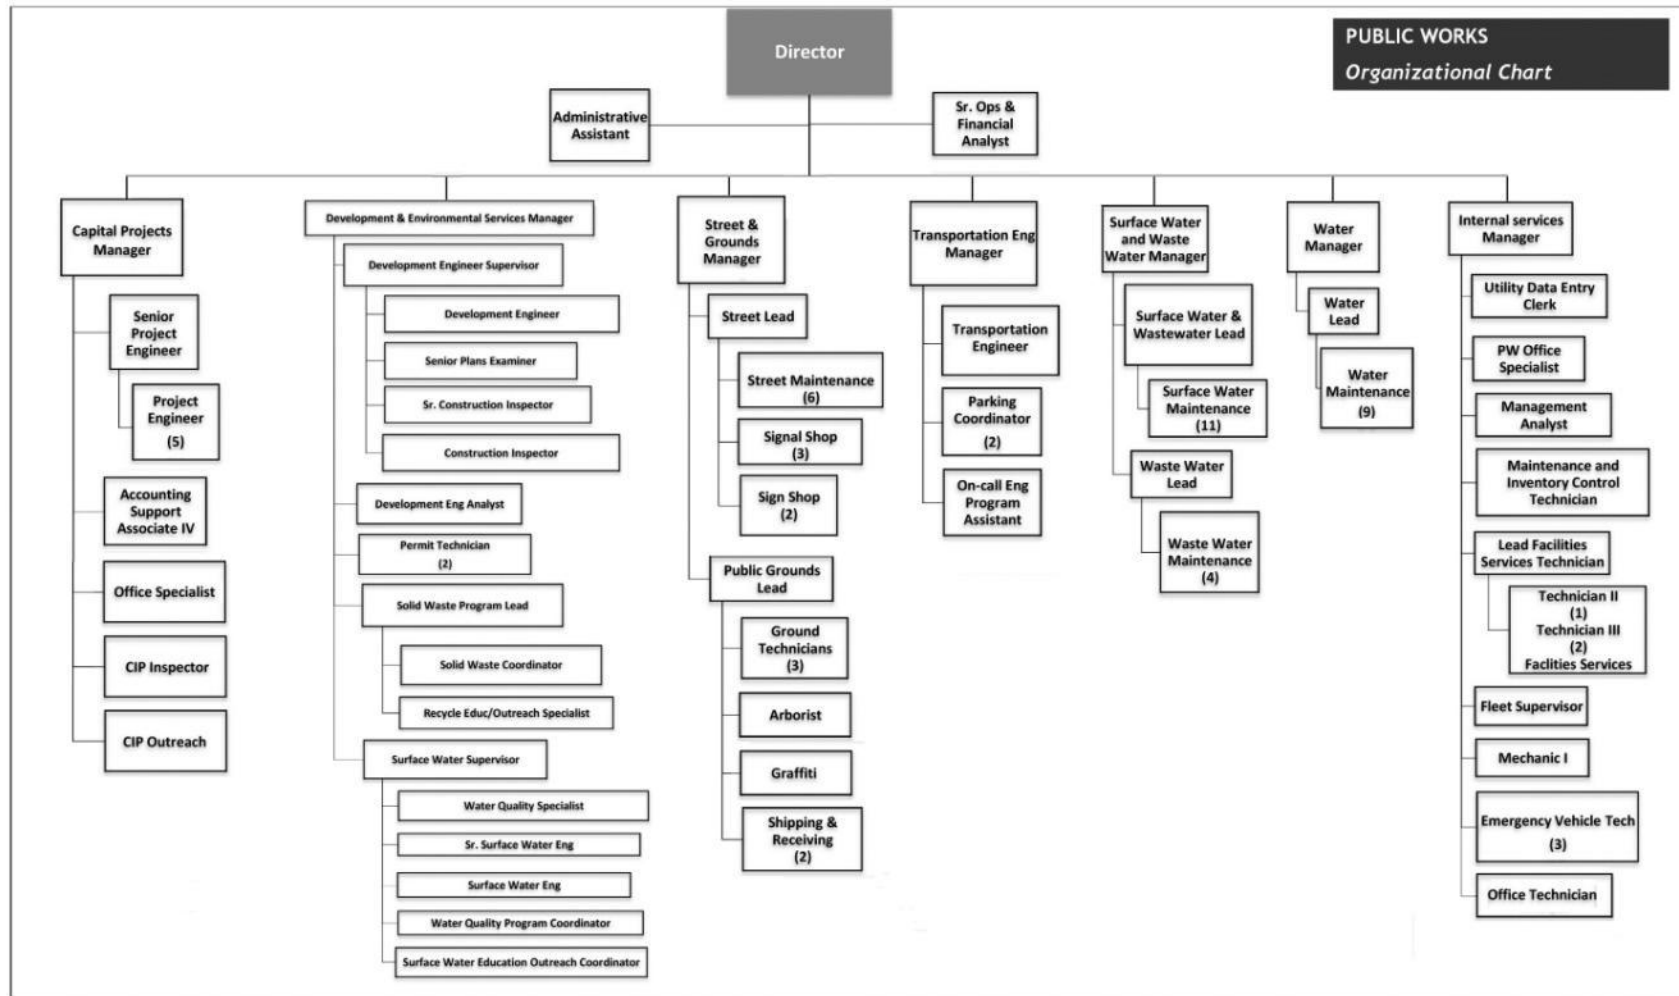 PUBLIC WORKS
Organizational Chart
Director
Administrative
Assistant
Sr. Ops &
Financial
Analyst
Capital Projects
Manager
Senior
Project
Engineer
Project
Engineer
(5)
Accounting
Support
Associate IV
Office Specialist
CIP Inspector
CIP Outreach
Development & Environmental Services Manager
Development Engineer Supervisor
Development Engineer
Senior Plans Examiner
Sr. Construction Inspector
Construction Inspector
Development Eng Analyst
Permit Technician
(2)
Solid Waste Program Lead
Solid Waste Coordinator
Recycle Educ/Outreach Specialist
Surface Water Supervisor
Water Quality Specialist
Sr. Surface Water Eng
Surface Water Eng
Water Quality Program Coordinator
Surface Water Education Outreach Coordinator
Street &
Grounds
Manager
Street Lead
Street Maintenance
(6)
Signal Shop
(3)
Sign Shop
(2)
Public Grounds
Lead
Ground
Technicians
(3)
Arborist
Graffiti
Shipping &
Receiving
(2)
Transportation Eng
Manager
Transportation
Engineer
Parking
Coordinator
(2)
On-call Eng
Program
Assistant
Surface Water
and Waste
Water Manager
Surface Water &
Wastewater Lead
Surface Water
Maintenance
(11)
Waste Water
Lead
Waste Water
Maintenance
(4)
Water
Manager
Water
Lead
Water
Maintenance
(9)
Internal services
Manager
Utility Data Entry
Clerk
PW Office
Specialist
Management
Analyst
Maintenance and
Inventory Control
Technician
Lead Facilities
Services Technician
Technician II
(1)
Technician III
(2)
Faclities Services
Fleet Supervisor
Mechanic I
Emergency Vehicle Tech
(3)
Office Technician